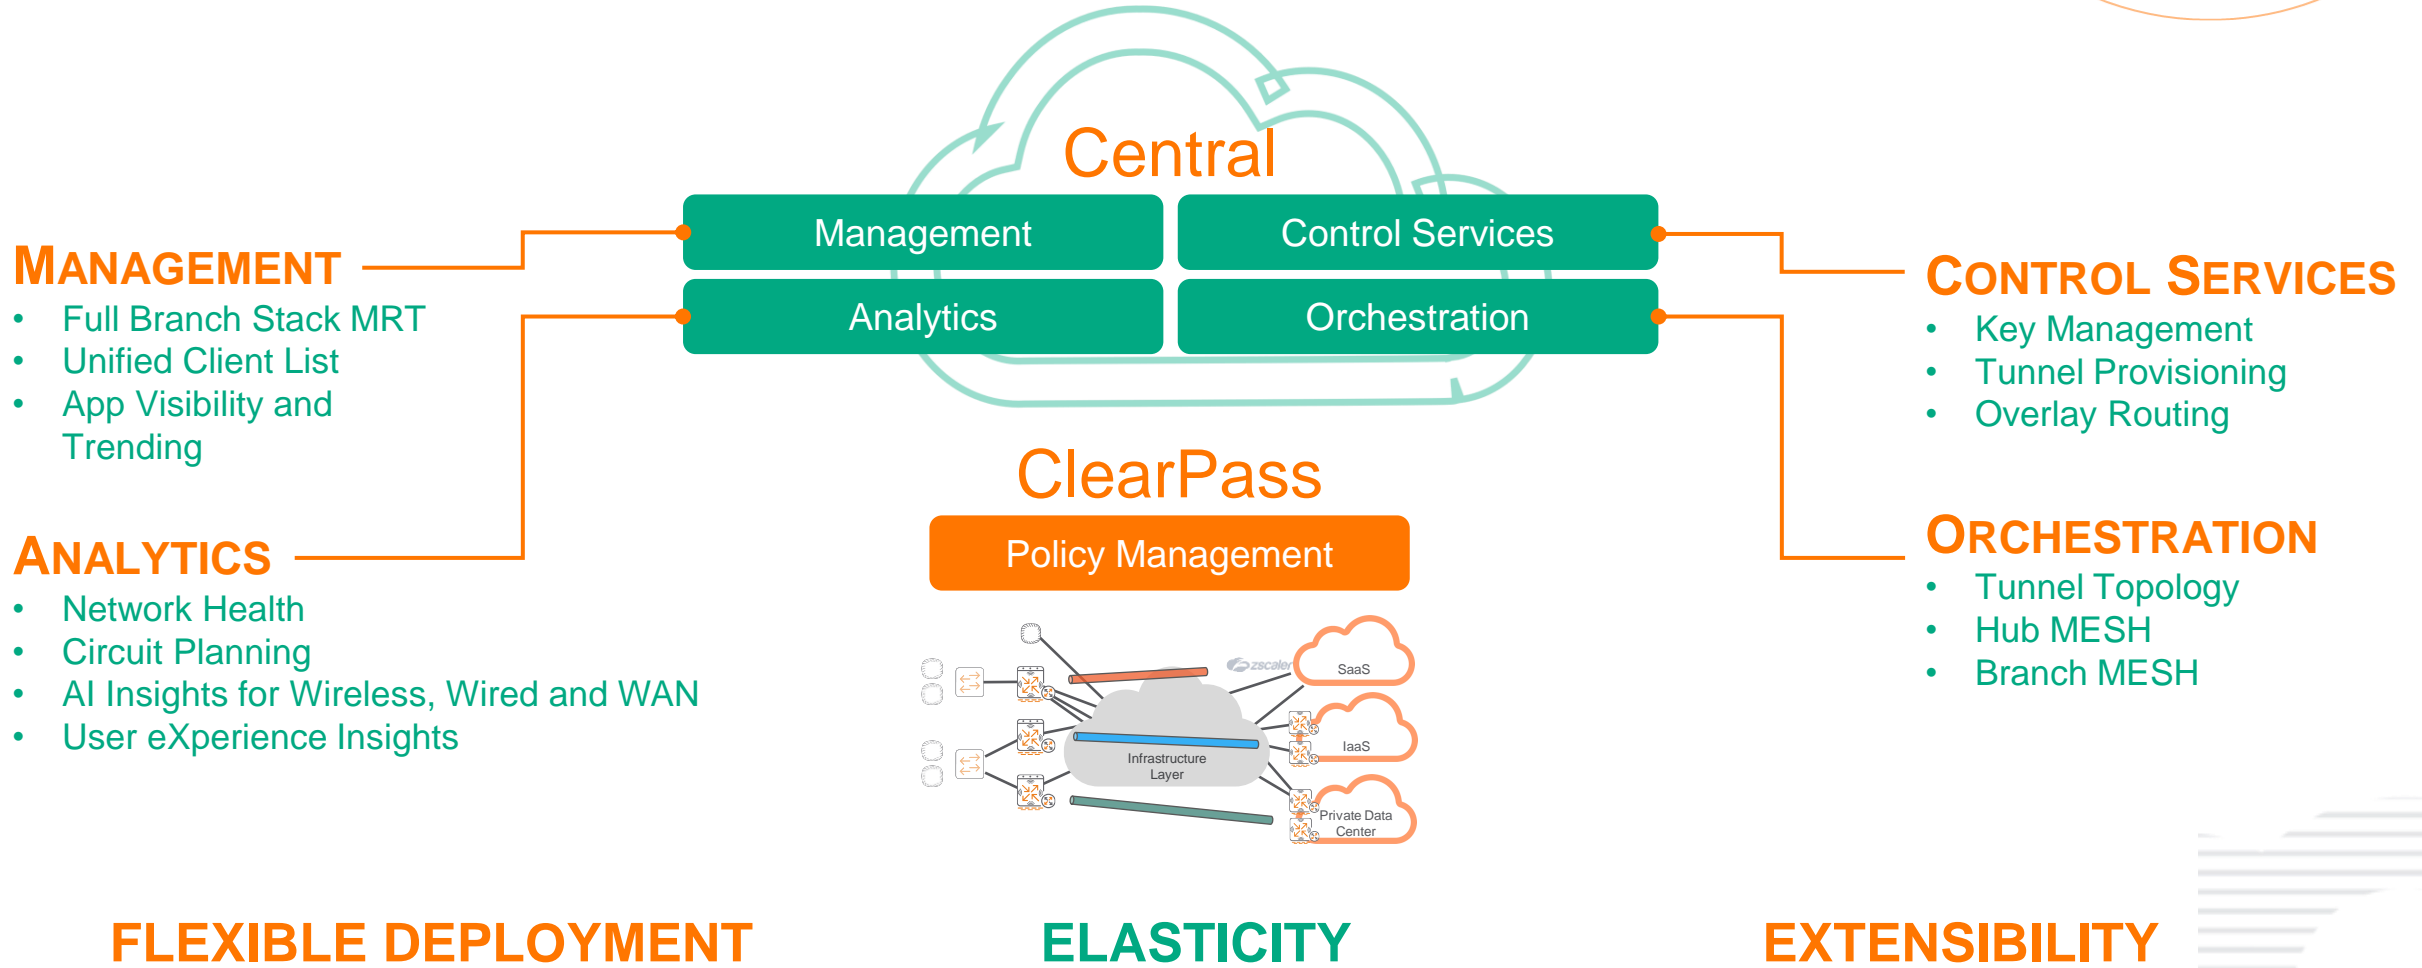 Central
Management
Control Services
Analytics
Orchestration
MANAGEMENT
• Full Branch Stack MRT
• Unified Client List
• App Visibility and
Trending
ANALYTICS
• Network Health
• Circuit Planning
• AI Insights for Wireless, Wired and WAN
• User eXperience Insights
ClearPass
Policy Management
zscaler
SaaS
IaaS
Infrastructure
Layer
Private Data
Center
CONTROL SERVICES
• Key Management
• Tunnel Provisioning
• Overlay Routing
ORCHESTRATION
• Tunnel Topology
• Hub MESH
• Branch MESH
FLEXIBLE DEPLOYMENT
ELASTICITY
EXTENSIBILITY